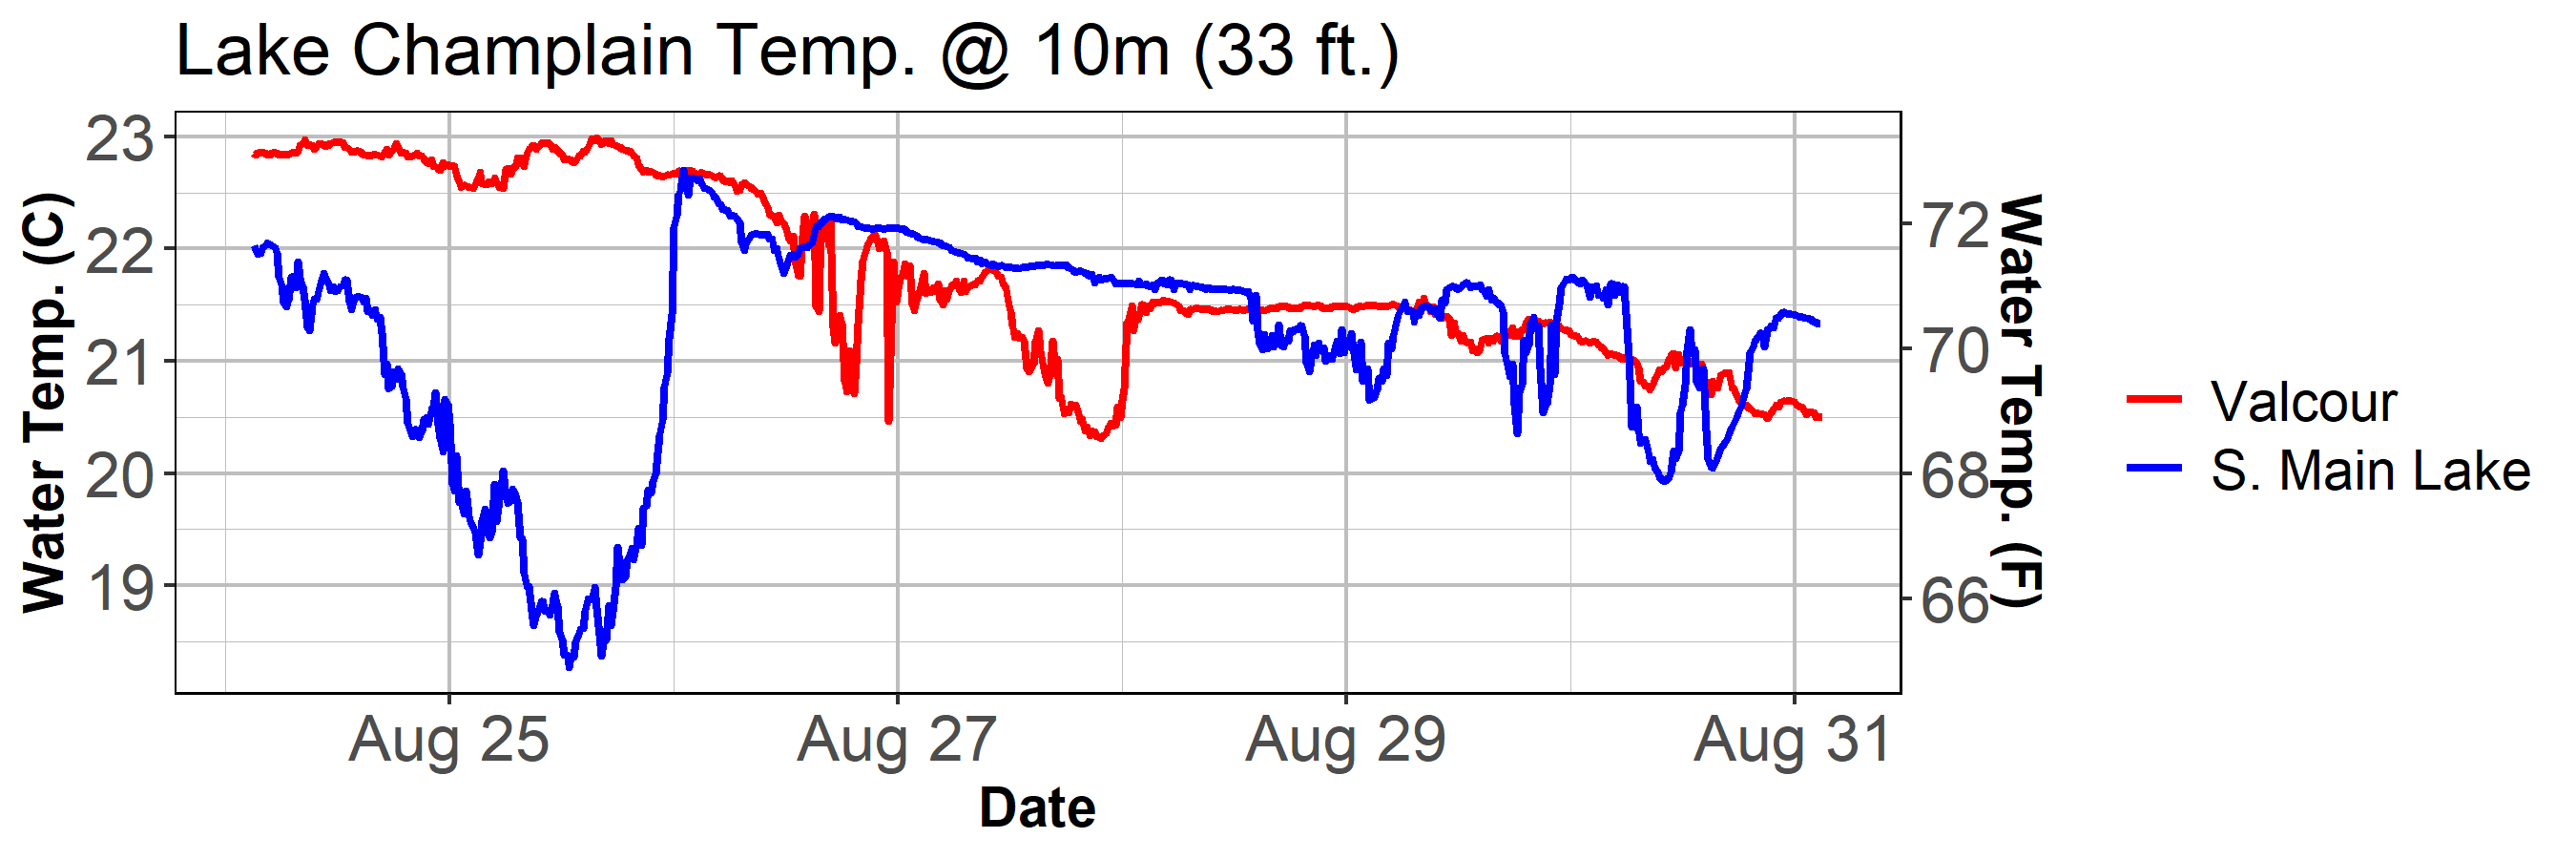 Lake Champlain Temp. @ 10m (33 ft.)
Water Temp. (C)
23
22
21
20
19
72
70
68
66
Water Temp. (F)
Valcour
S. Main Lake
Aug 25
Aug 27
Aug 29
Aug 31
Date